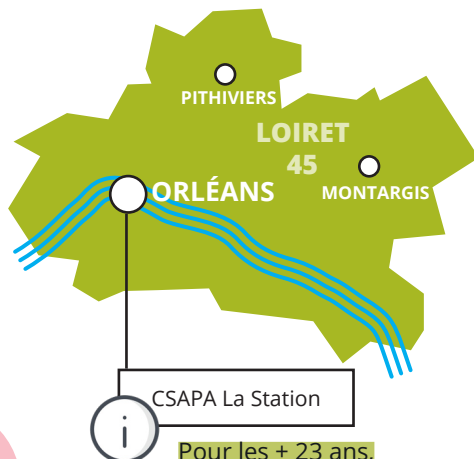 PITHIVIERS
LOIRET
45
MONTARGIS
ORLÉANS
CSAPA La Station
i
Pour les + 23 ans.